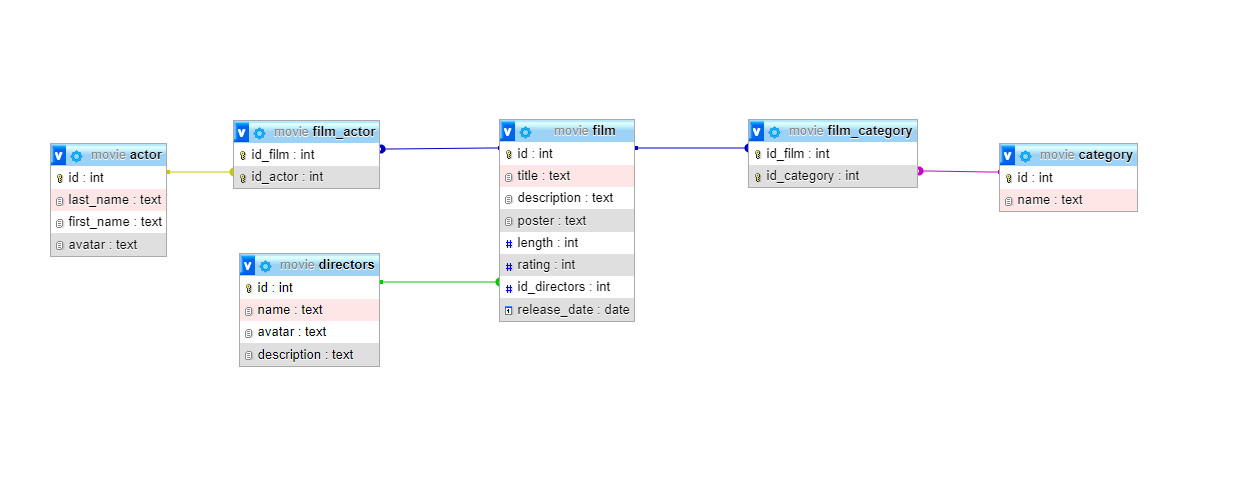 movie actor
id : int
last_name : text
first_name : text
avatar : text
movie film_actor
id_film : int
id_actor : int
movie directors
id : int
name : text
avatar : text
description : text
movie film
id : int
title : text
description : text
poster : text
# length : int
# rating : int
# id_directors : int
release_date : date
movie film_category
id_film : int
id_category : int
movie category
id : int
name : text